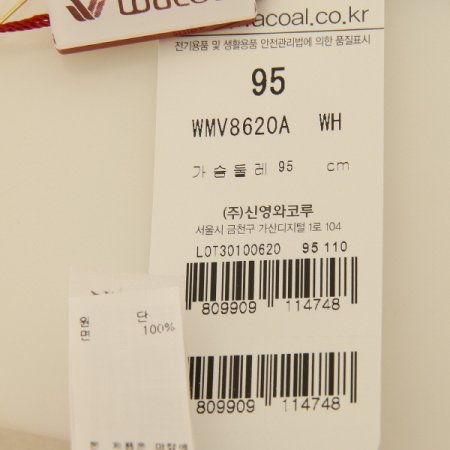 acoal.co.kr
전기용품 및 생활용품 안전관리법에 의한 품질표시
95
WMV8620A WH
가슴둘레 95 cm
(주)신영와코루
서울시 금천구 가산디지털 1로 104
LOT30100620 95 110
809909 114748
원 단
면 100%
809909 114748